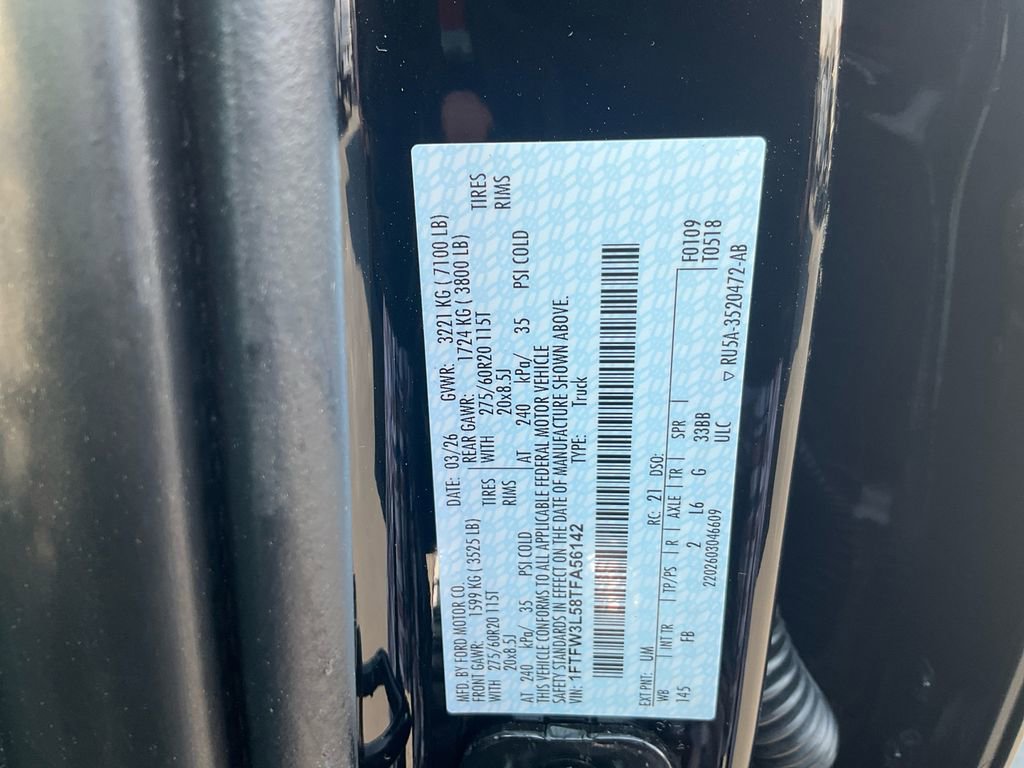 MFD. BY FORD MOTOR CO. DATE: 03/26 GVWR: 3221 KG ( 7100 LB)
FRONT GAWR: 1599 KG ( 3525 LB) REAR GAWR: 1724 KG ( 3800 LB)
WITH 275/60R20 115T TIRES WITH 275/60R20 115T TIRES
20x8.5J RIMS 20x8.5J RIMS
AT 240 kPa/ 35 PSI COLD AT 240 kPa/ 35 PSI COLD
THIS VEHICLE CONFORMS TO ALL APPLICABLE FEDERAL MOTOR VEHICLE
SAFETY STANDARDS IN EFFECT ON THE DATE OF MANUFACTURE SHOWN ABOVE.
VIN: 1FTFW3L58TFA56142 TYPE: Truck
EXT PNT: UM RC: 21 DSO:
WB INT TR TP/PS R AXLE TR SPR F0109
145 FB 2 L6 G 33BB T0518
2202603046609 ULC
▽ RU5A-3520472-AB